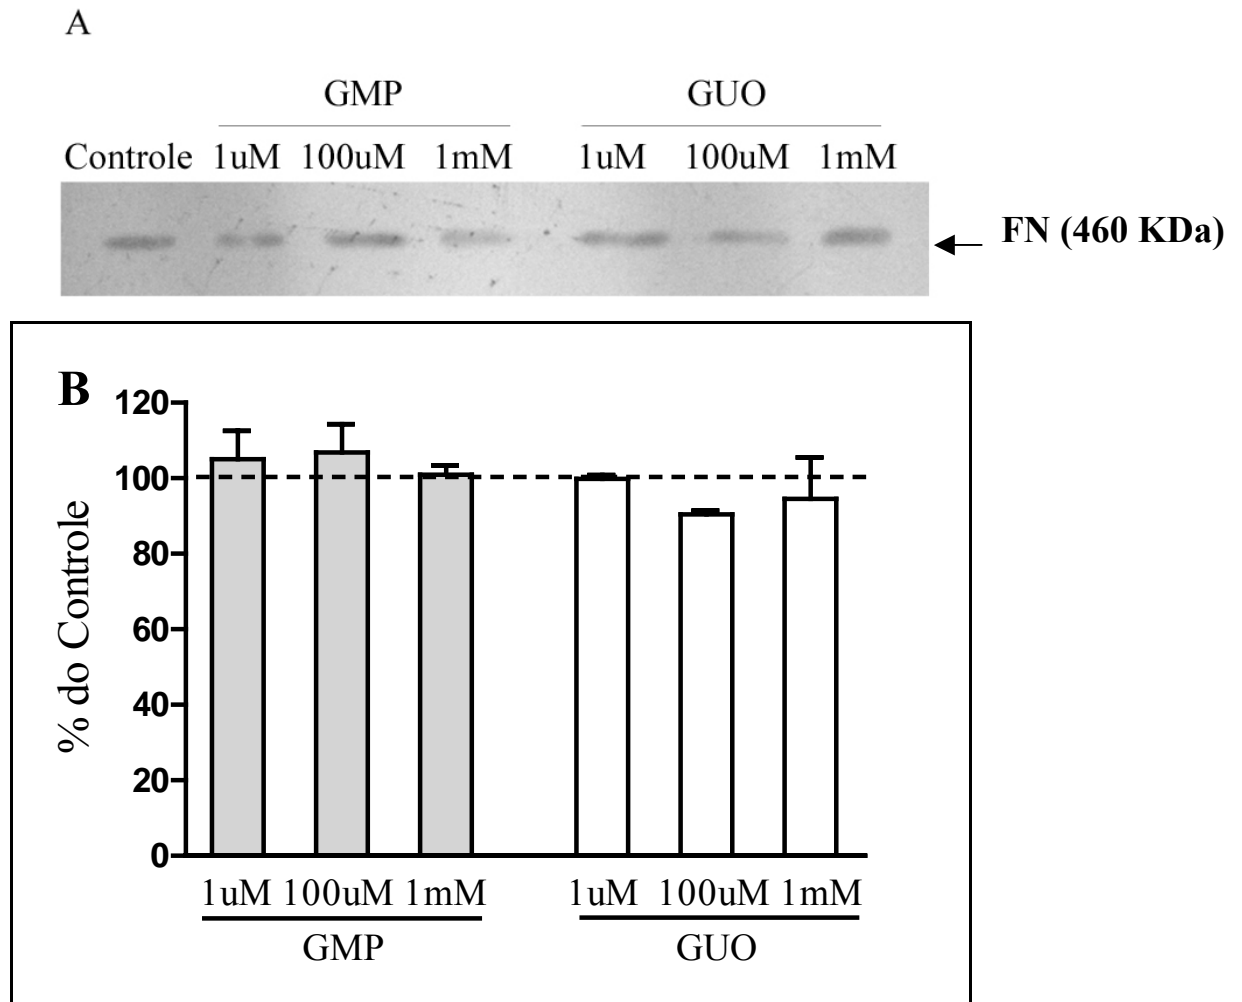 A
GMP GUO
Controle 1uM 100uM 1mM 1uM 100uM 1mM
FN (460 KDa)
B
120
100
80
60
40
20
0
% do Controle
1uM 100uM 1mM 1uM 100uM 1mM
GMP GUO